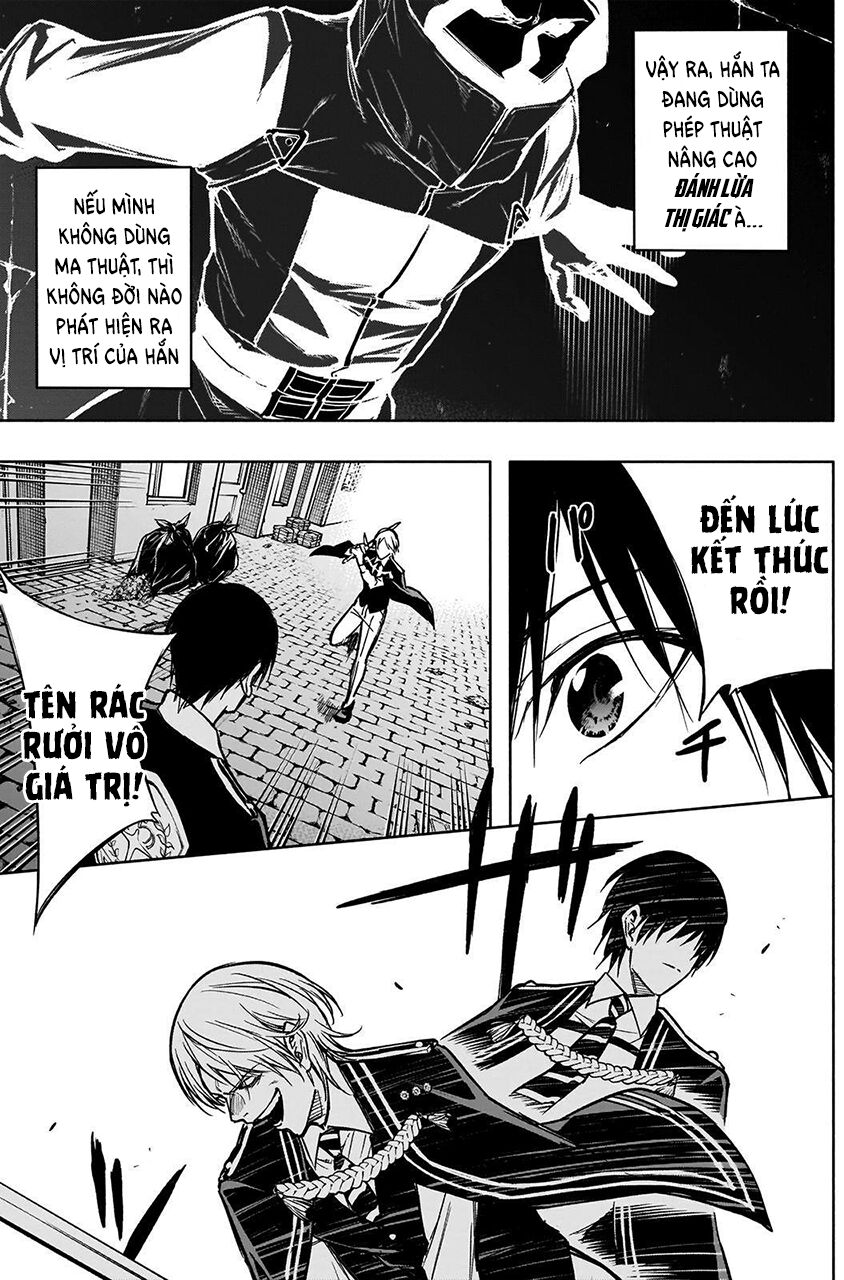 VẬY RA, HẮN TA
ĐANG DÙNG
PHÉP THUẬT
NÂNG CAO
ĐÁNH LỪA
THỊ GIÁC À...
NẾU MÌNH
KHÔNG DÙNG
MA THUẬT, THÌ
KHÔNG ĐỜI NÀO
PHÁT HIỆN RA
VỊ TRÍ CỦA HẮN
ĐẾN LÚC
KẾT THÚC
RỒI!
TÊN RÁC
RƯỞI VÔ
GIÁ TRỊ!